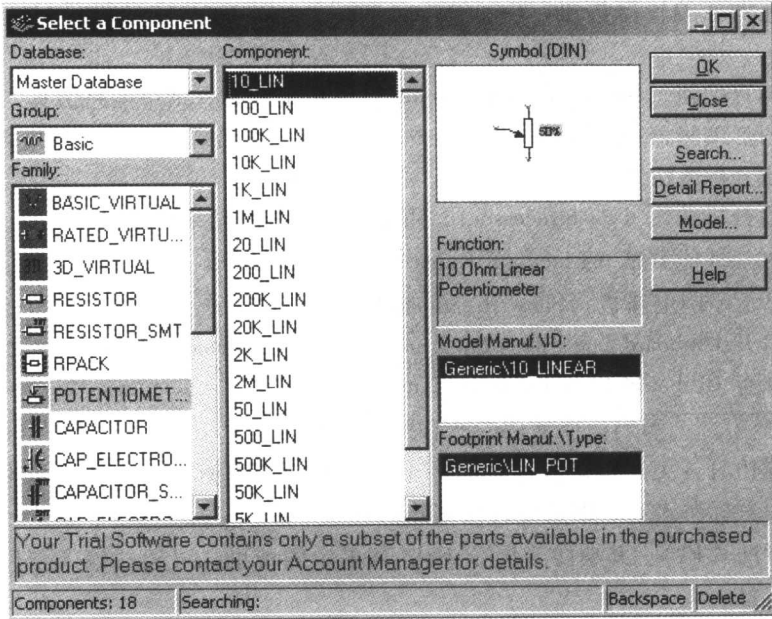 Select a Component
Database:
Master Database
Group:
Basic
Family:
BASIC_VIRTUAL
RATED_VIRTU...
3D_VIRTUAL
RESISTOR
RESISTOR_SMT
RPACK
POTENTIOMET...
CAPACITOR
CAP_ELECTRO...
CAPACITOR_S...
CAP_ELECTRO...
Component:
10_LIN
100_LIN
100K_LIN
10K_LIN
1K_LIN
1M_LIN
20_LIN
200_LIN
200K_LIN
20K_LIN
2K_LIN
2M_LIN
50_LIN
500_LIN
500K_LIN
50K_LIN
5K_LIN
Symbol (DIN)
50%
Function:
10 Ohm Linear
Potentiometer
Model Manuf.\ID:
Generic\10_LINEAR
Footprint Manuf.\Type:
Generic\LIN_POT
OK
Close
Search...
Detail Report...
Model...
Help
Your Trial Software contains only a subset of the parts available in the purchased
product. Please contact your Account Manager for details.
Components: 18
Searching:
Backspace
Delete